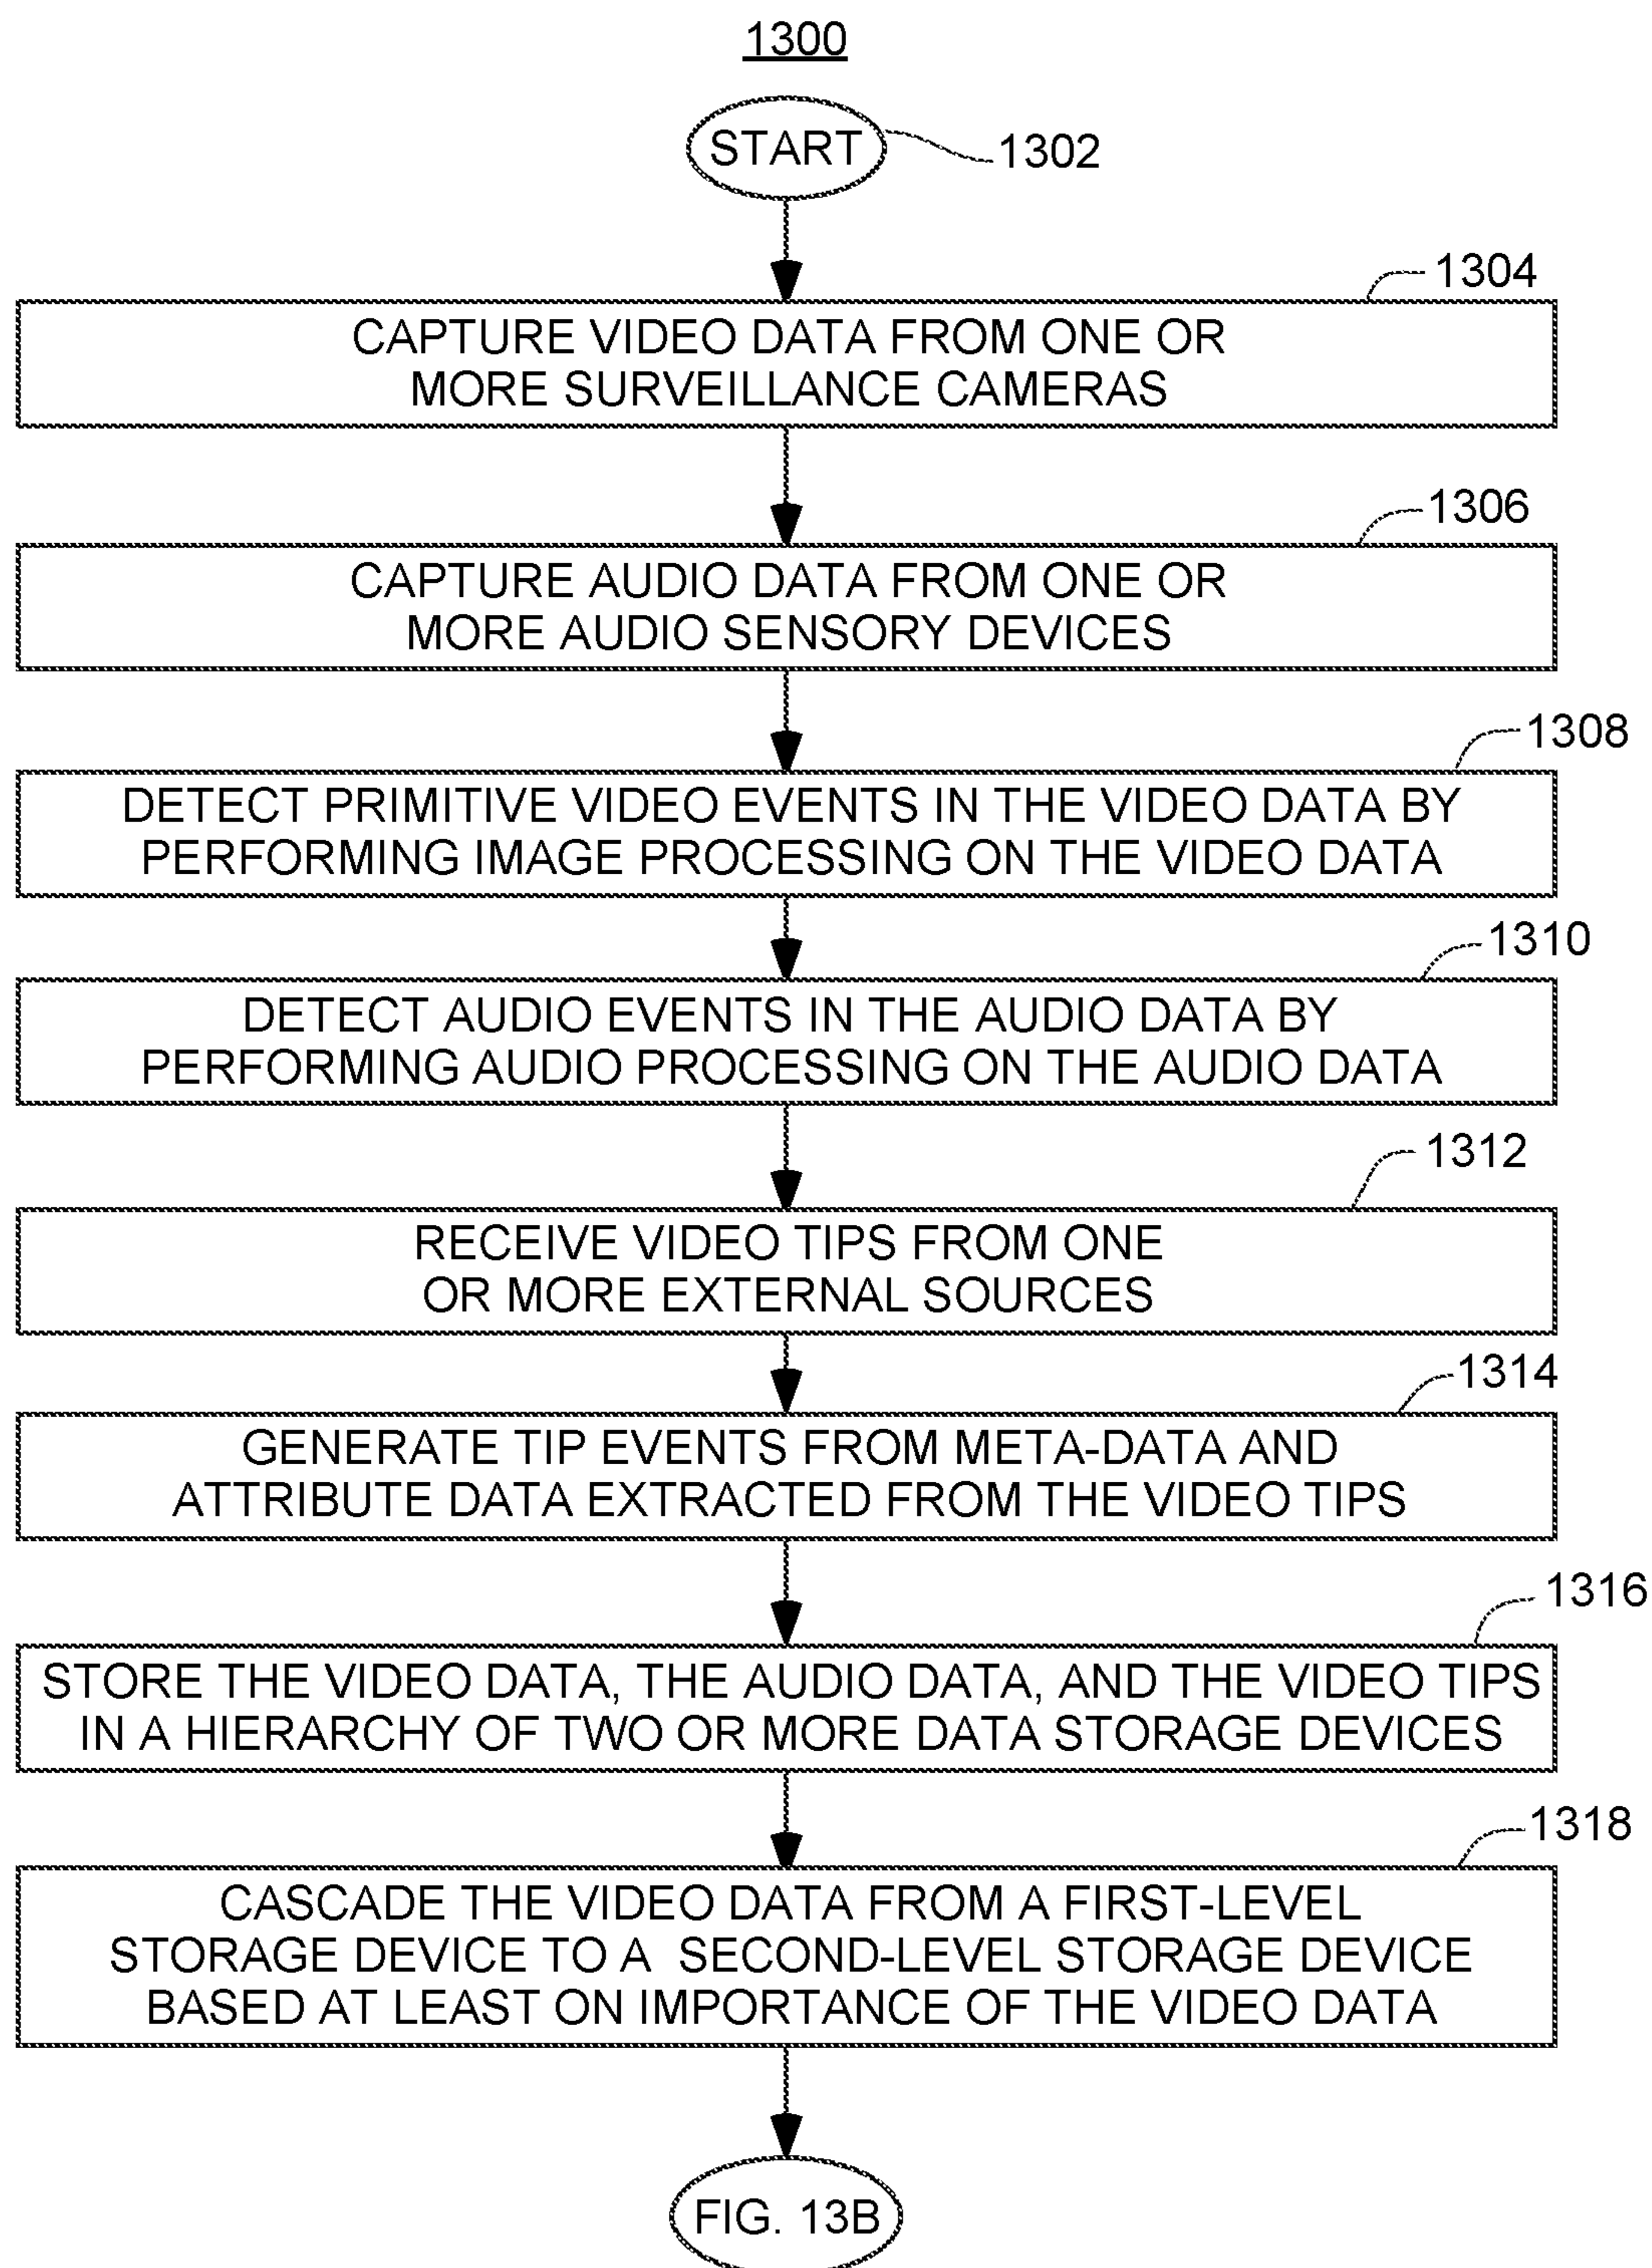 1300
START
1302
1304
CAPTURE VIDEO DATA FROM ONE OR
MORE SURVEILLANCE CAMERAS
1306
CAPTURE AUDIO DATA FROM ONE OR
MORE AUDIO SENSORY DEVICES
1308
DETECT PRIMITIVE VIDEO EVENTS IN THE VIDEO DATA BY
PERFORMING IMAGE PROCESSING ON THE VIDEO DATA
1310
DETECT AUDIO EVENTS IN THE AUDIO DATA BY
PERFORMING AUDIO PROCESSING ON THE AUDIO DATA
1312
RECEIVE VIDEO TIPS FROM ONE
OR MORE EXTERNAL SOURCES
1314
GENERATE TIP EVENTS FROM META-DATA AND
ATTRIBUTE DATA EXTRACTED FROM THE VIDEO TIPS
1316
STORE THE VIDEO DATA, THE AUDIO DATA, AND THE VIDEO TIPS
IN A HIERARCHY OF TWO OR MORE DATA STORAGE DEVICES
1318
CASCADE THE VIDEO DATA FROM A FIRST-LEVEL
STORAGE DEVICE TO A SECOND-LEVEL STORAGE DEVICE
BASED AT LEAST ON IMPORTANCE OF THE VIDEO DATA
FIG. 13B